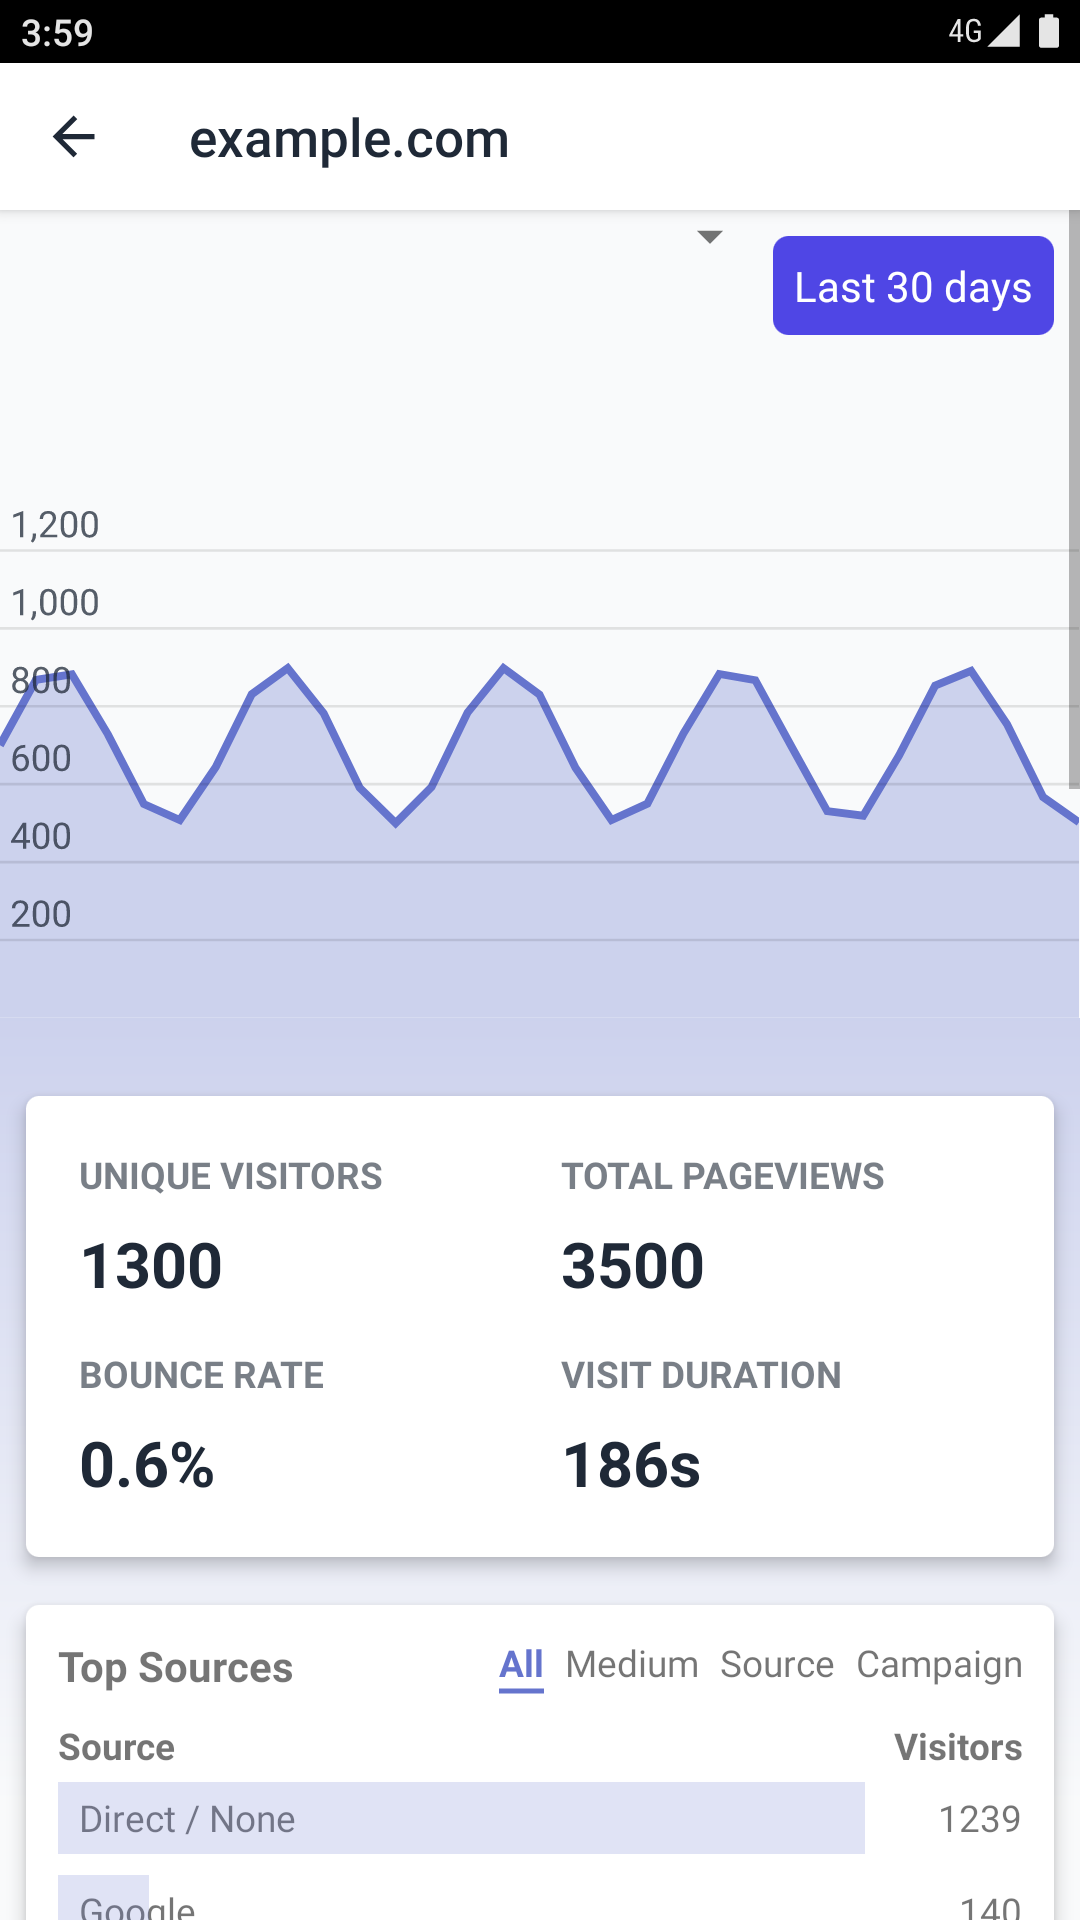 3:59
4G
example.com
Last 30 days
1,200
1,000
800
600
400
200
UNIQUE VISITORS
TOTAL PAGEVIEWS
1300
3500
BOUNCE RATE
VISIT DURATION
0.6%
186s
Top Sources
All Medium Source Campaign
Source
Visitors
Direct / None
1239
Google
140